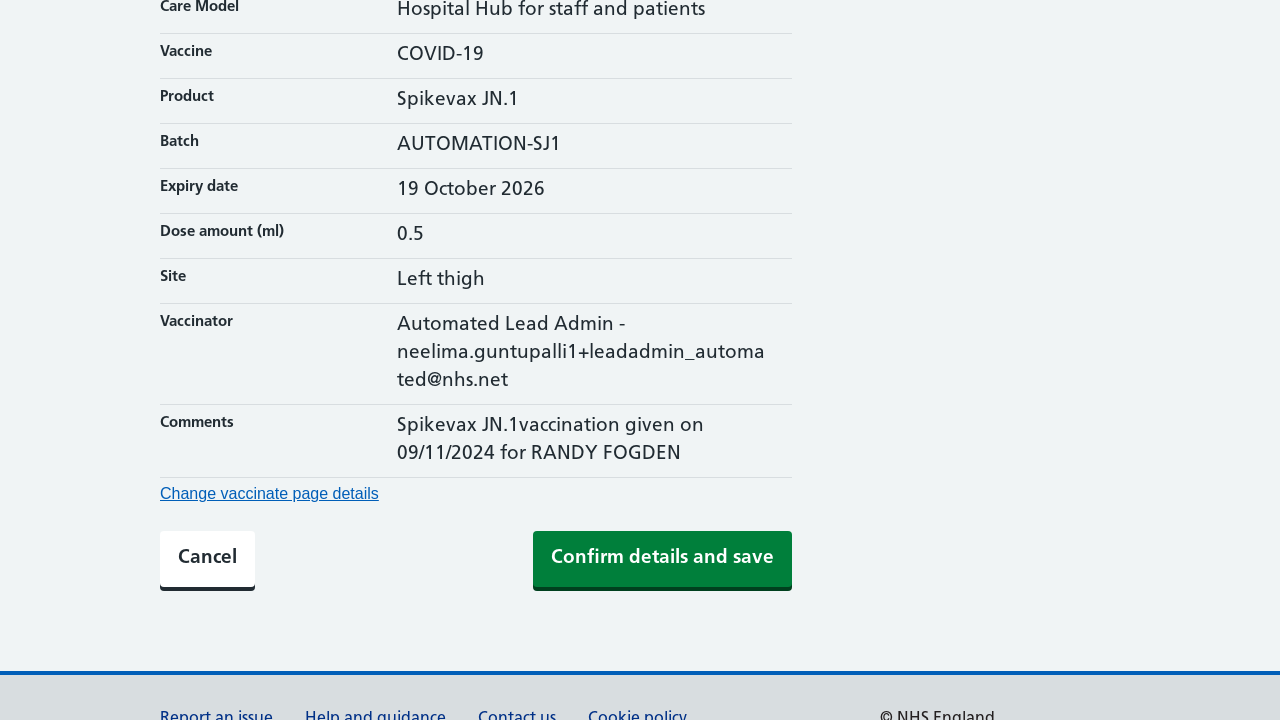 Care Model Hospital Hub for staff and patients
Vaccine COVID-19
Product Spikevax JN.1
Batch AUTOMATION-SJ1
Expiry date 19 October 2026
Dose amount (ml) 0.5
Site Left thigh
Vaccinator Automated Lead Admin -
neelima.guntupalli1+leadadmin_automa
ted@nhs.net
Comments Spikevax JN.1vaccination given on
09/11/2024 for RANDY FOGDEN
Change vaccinate page details
Cancel Confirm details and save
Report an issue Help and guidance Contact us Cookie policy © NHS England